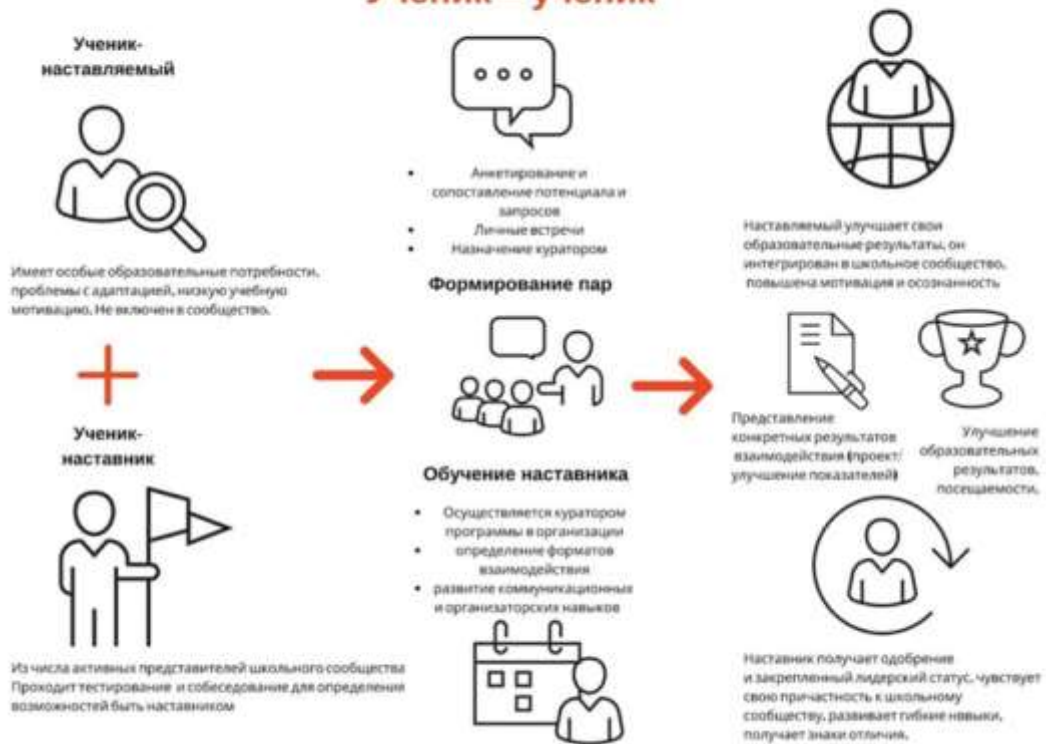 Ученик – ученик
Ученик-
наставляемый
Имеет особые образовательные потребности,
проблемы с адаптацией, низкую учебную
мотивацию. Не включен в сообщество.
Ученик-
наставник
Из числа активных представителей школьного сообщества
Проходит тестирование и собеседование для определения
возможностей быть наставником
• Анкетирование и
сопоставление потенциала и
запросов
• Личные встречи
• Назначение куратором
Формирование пар
Обучение наставника
• Осуществляется куратором
программы в организации
• определение форматов
взаимодействия
• развитие коммуникационных
и организаторских навыков
Наставляемый улучшает свои
образовательные результаты, он
интегрирован в школьное сообщество,
повышена мотивация и осознанность
Представление
конкретных результатов
взаимодействия (проект/
улучшение показателей)
Улучшение
образовательных
результатов,
посещаемости.
Наставник получает одобрение
и закрепленный лидерский статус, чувствует
свою причастность к школьному
сообществу, развивает гибкие навыки,
получает знаки отличия.